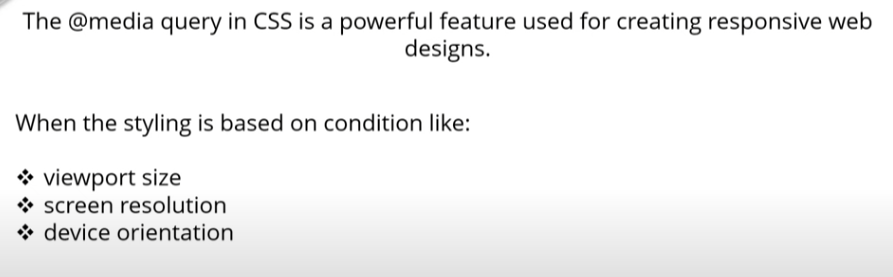 The @media query in CSS is a powerful feature used for creating responsive web
designs.
When the styling is based on condition like:
❖ viewport size
❖ screen resolution
❖ device orientation